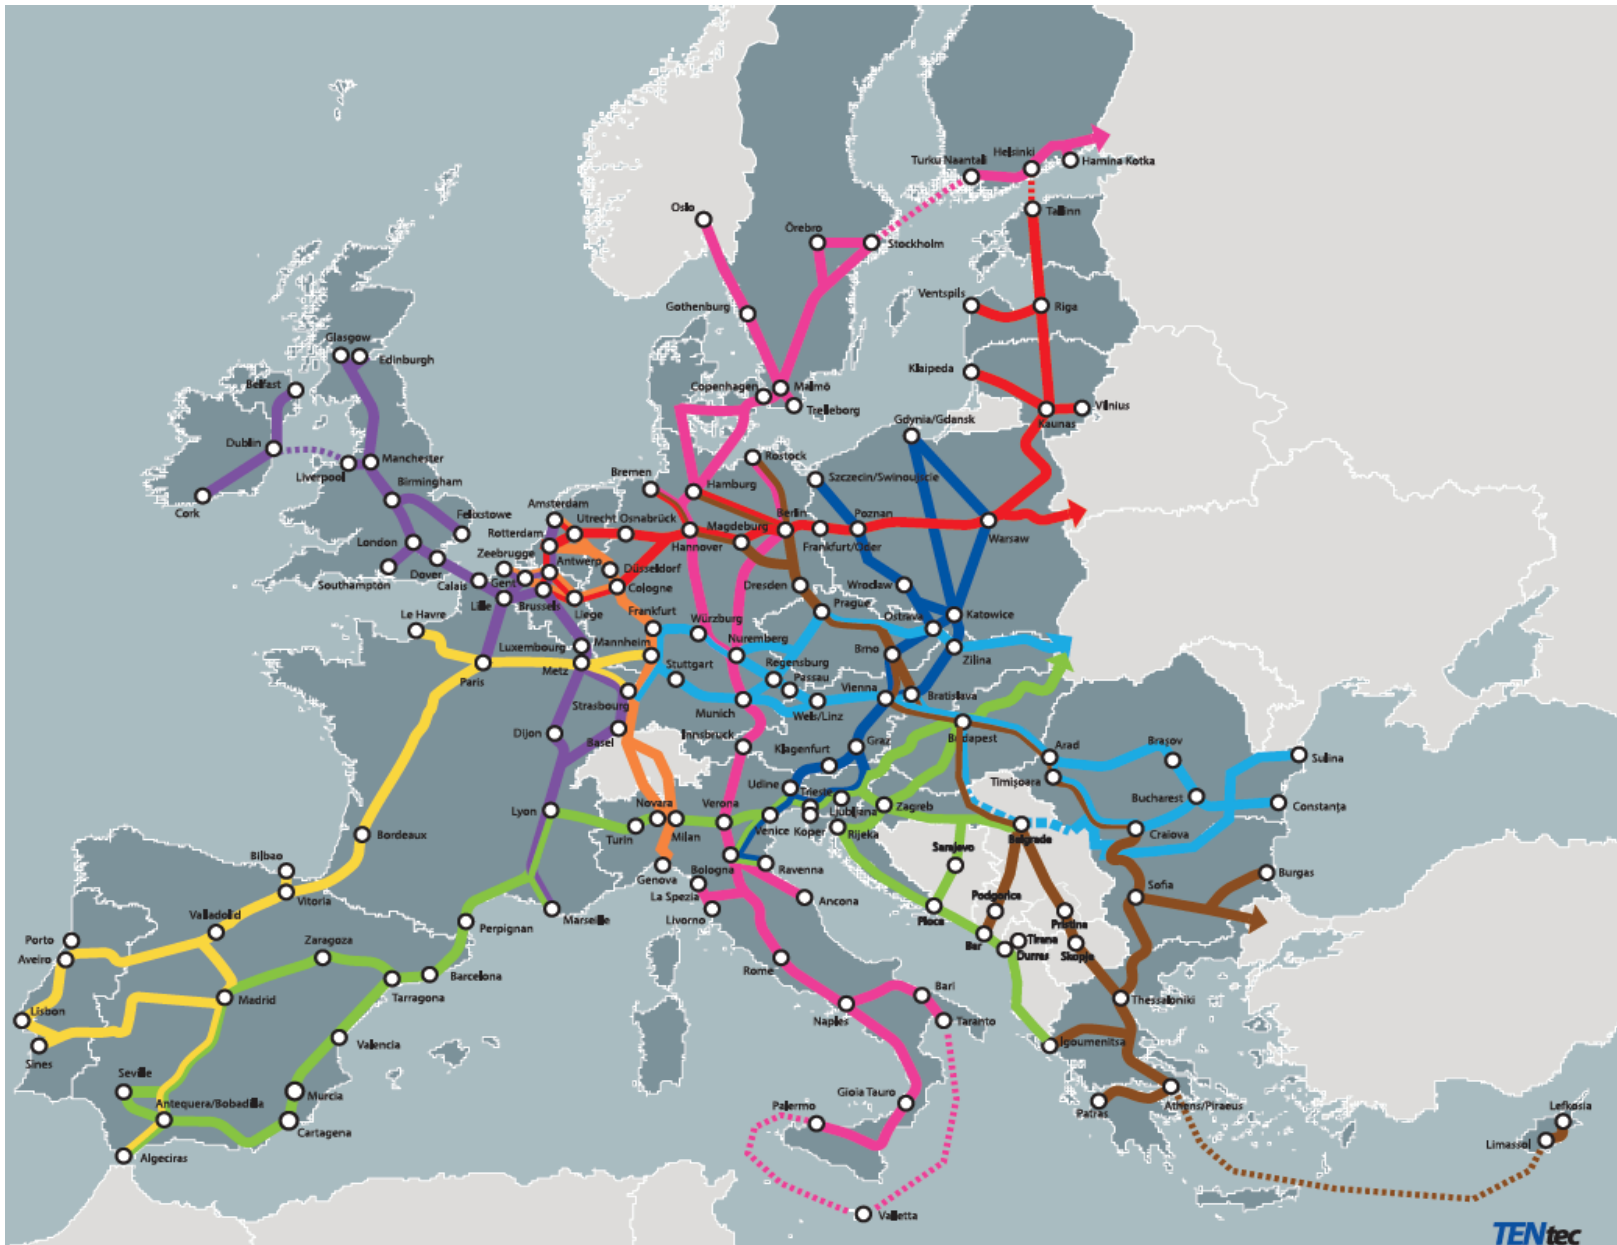 Helsinki
Turku Naantali
Hamina Kotka
Oslo
Tallinn
Örebro
Stockholm
Ventspils
Gothenburg
Riga
Glasgow
Edinburgh
Klaipeda
Belfast
Copenhagen
Malmö
Trelleborg
Vilnius
Kaunas
Gdynia/Gdansk
Dublin
Manchester
Liverpool
Rostock
Bremen
Birmingham
Hamburg
Szczecin/Swinoujscie
Cork
Amsterdam
Felixstowe
Utrecht
Osnabrück
Magdeburg
Berlin
Poznan
Rotterdam
London
Hannover
Frankfurt/Oder
Warsaw
Zeebrugge
Antwerp
Düsseldorf
Dover
Southampton
Calais
Gent
Cologne
Dresden
Wroclaw
Lille
Brussels
Liege
Prague
Le Havre
Frankfurt
Ostrava
Katowice
Würzburg
Luxembourg
Mannheim
Nuremberg
Brno
Zilina
Metz
Stuttgart
Regensburg
Paris
Passau
Vienna
Bratislava
Strasbourg
Munich
Wels/Linz
Dijon
Basel
Innsbruck
Klagenfurt
Graz
Budapest
Arad
Braşov
Sulina
Udine
Timişoara
Trieste
Bucharest
Constanţa
Novara
Verona
Ljubljana
Zagreb
Lyon
Milan
Venice
Koper
Rijeka
Belgrade
Craiova
Turin
Bordeaux
Sarajevo
Bilbao
Genova
Bologna
Ravenna
Burgas
Vitoria
La Spezia
Ancona
Podgorica
Sofia
Valladolid
Marseille
Livorno
Ploce
Pristina
Perpignan
Porto
Zaragoza
Bar
Tirana
Durres
Skopje
Aveiro
Barcelona
Rome
Bari
Madrid
Tarragona
Thessaloniki
Lisbon
Naples
Taranto
Valencia
Igoumenitsa
Sines
Seville
Murcia
Gioia Tauro
Antequera/Bobadilla
Palermo
Patras
Athens/Piraeus
Lefkosia
Cartagena
Limassol
Algeciras
Valletta
TENtec